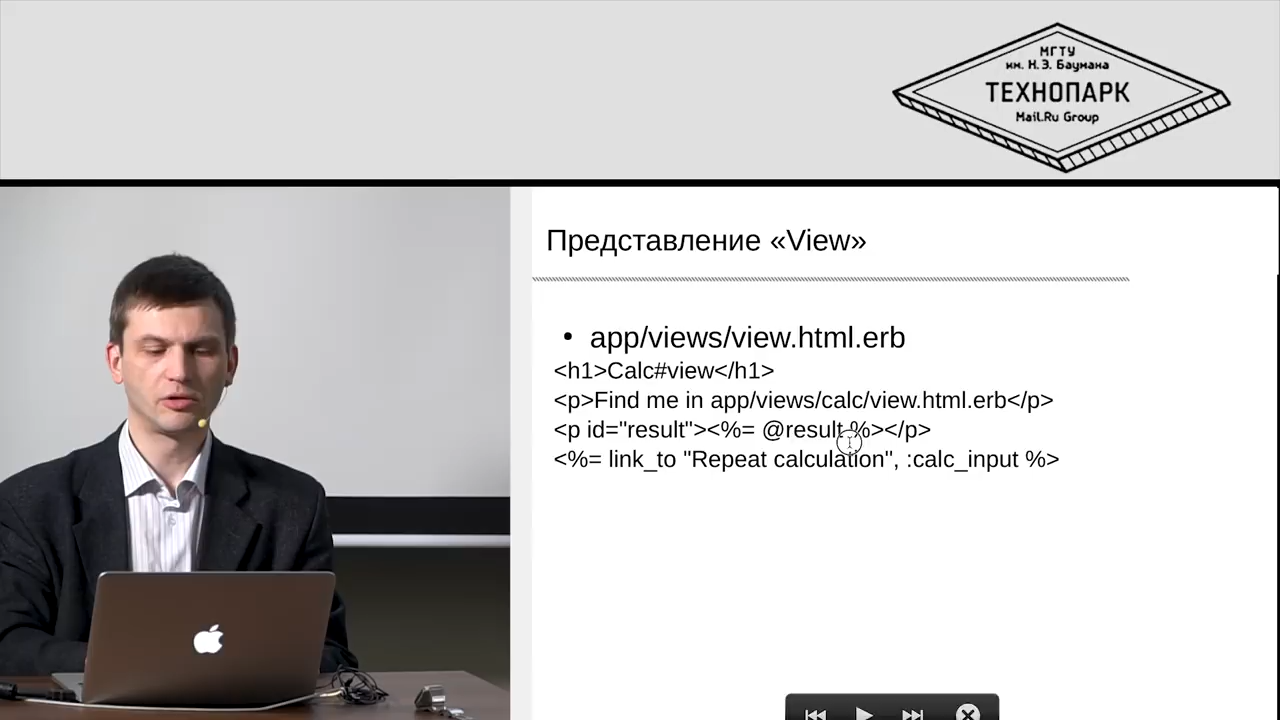 МГТУ
им. Н.Э. Баумана
ТЕХНОПАРК
Mail.Ru Group
Представление «View»
• app/views/view.html.erb
<h1>Calc#view</h1>
<p>Find me in app/views/calc/view.html.erb</p>
<p id="result"><%= @result %></p>
<%= link_to "Repeat calculation", :calc_input %>